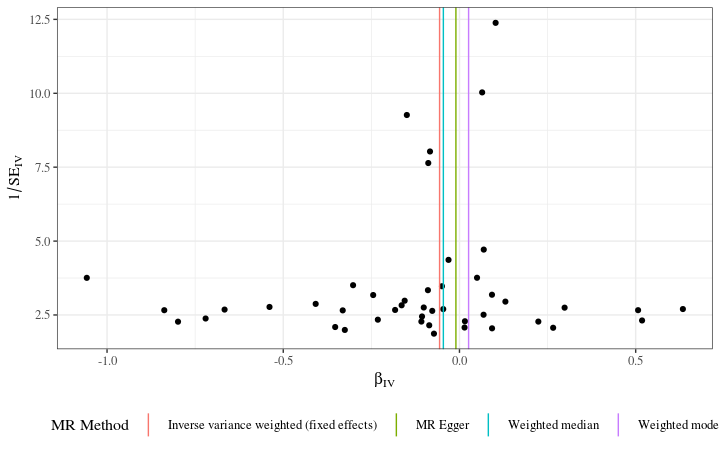 12.5
10.0
7.5
5.0
2.5
1/SE_IV
-1.0 -0.5 0.0 0.5
β_IV
MR Method Inverse variance weighted (fixed effects) MR Egger Weighted median Weighted mode